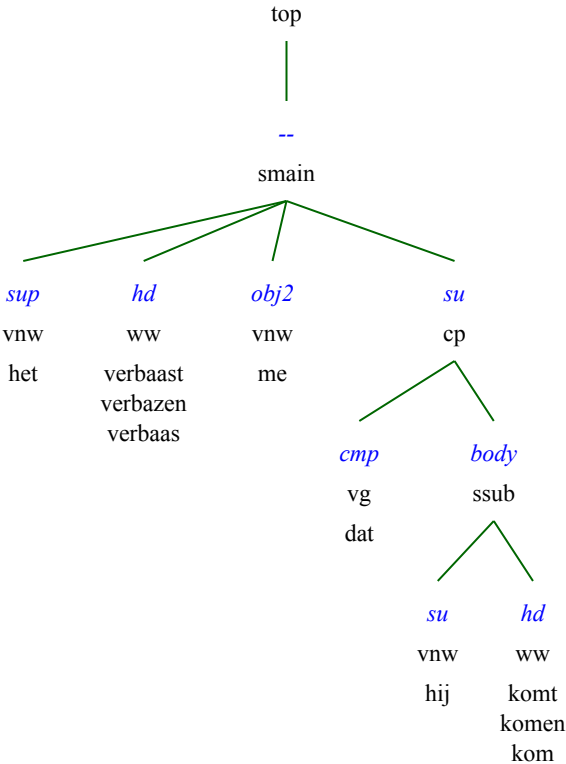 top
--
smain
sup hd obj2 su
vnw ww vnw cp
het verbaast me
verbazen
verbaas
cmp body
vg ssub
dat
su hd
vnw ww
hij komt
komen
kom